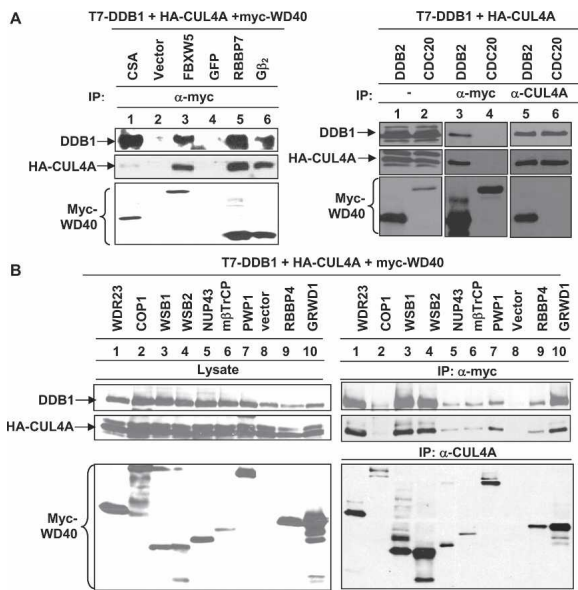 A
T7-DDB1 + HA-CUL4A +myc-WD40
CSA Vector FBXW5 GFP RBBP7 Gβ2
IP: α-myc
1 2 3 4 5 6
DDB1
HA-CUL4A
Myc-
WD40
T7-DDB1 + HA-CUL4A
DDB2 CDC20 DDB2 CDC20 DDB2 CDC20
IP: - α-myc α-CUL4A
1 2 3 4 5 6
DDB1
HA-CUL4A
Myc-
WD40
B
T7-DDB1 + HA-CUL4A + myc-WD40
WDR23 COP1 WSB1 WSB2 NUP43 mβTrCP PWP1 vector RBBP4 GRWD1
1 2 3 4 5 6 7 8 9 10
Lysate
DDB1
HA-CUL4A
Myc-
WD40
WDR23 COP1 WSB1 WSB2 NUP43 mβTrCP PWP1 Vector RBBP4 GRWD1
1 2 3 4 5 6 7 8 9 10
IP: α-myc
IP: α-CUL4A